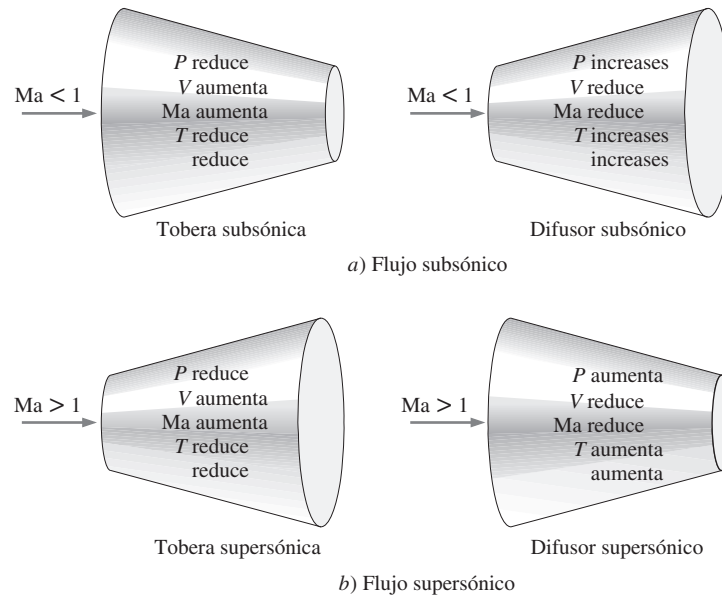 Ma < 1
P reduce
V aumenta
Ma aumenta
T reduce
reduce
Tobera subsónica
Ma < 1
P increases
V reduce
Ma reduce
T increases
increases
Difusor subsónico
a) Flujo subsónico
Ma > 1
P reduce
V aumenta
Ma aumenta
T reduce
reduce
Tobera supersónica
Ma > 1
P aumenta
V reduce
Ma reduce
T aumenta
aumenta
Difusor supersónico
b) Flujo supersónico